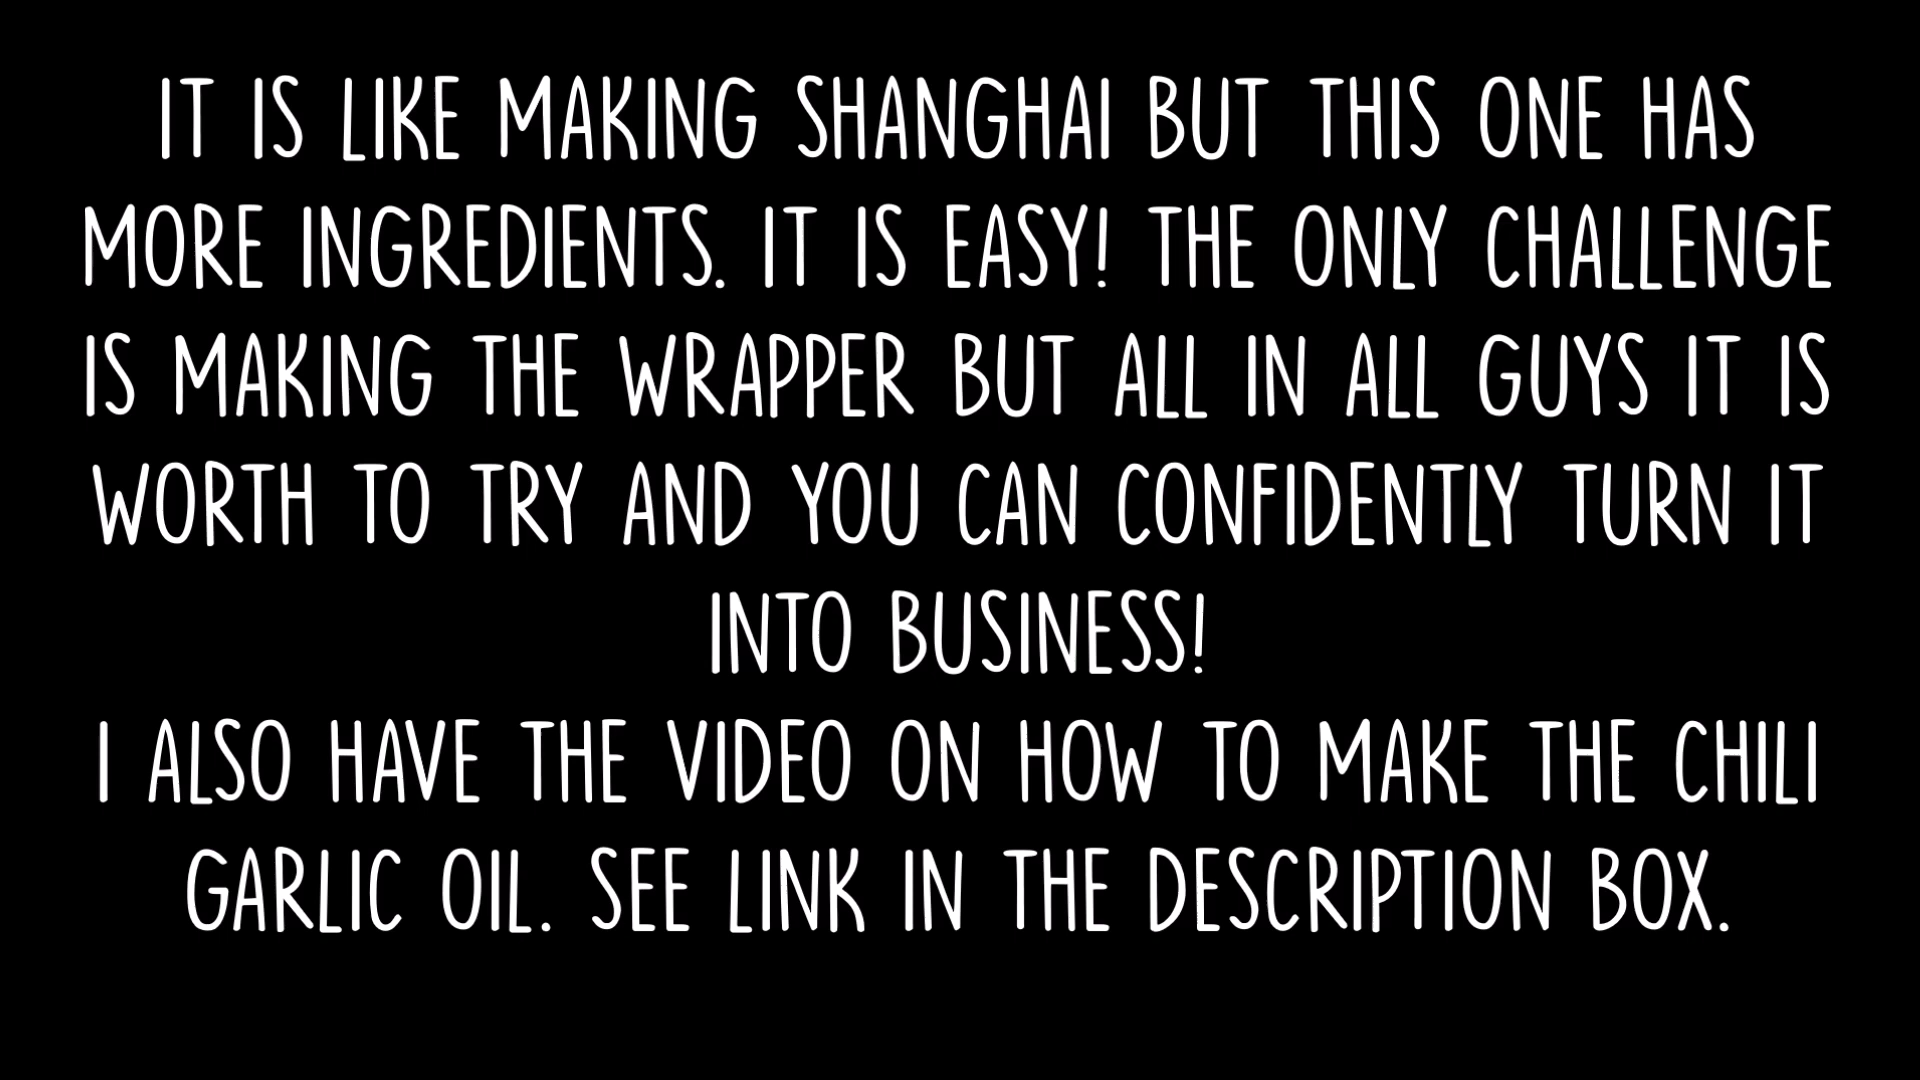 IT IS LIKE MAKING SHANGHAI BUT THIS ONE HAS
MORE INGREDIENTS. IT IS EASY! THE ONLY CHALLENGE
IS MAKING THE WRAPPER BUT ALL IN ALL GUYS IT IS
WORTH TO TRY AND YOU CAN CONFIDENTLY TURN IT
INTO BUSINESS!
I ALSO HAVE THE VIDEO ON HOW TO MAKE THE CHILI
GARLIC OIL. SEE LINK IN THE DESCRIPTION BOX.